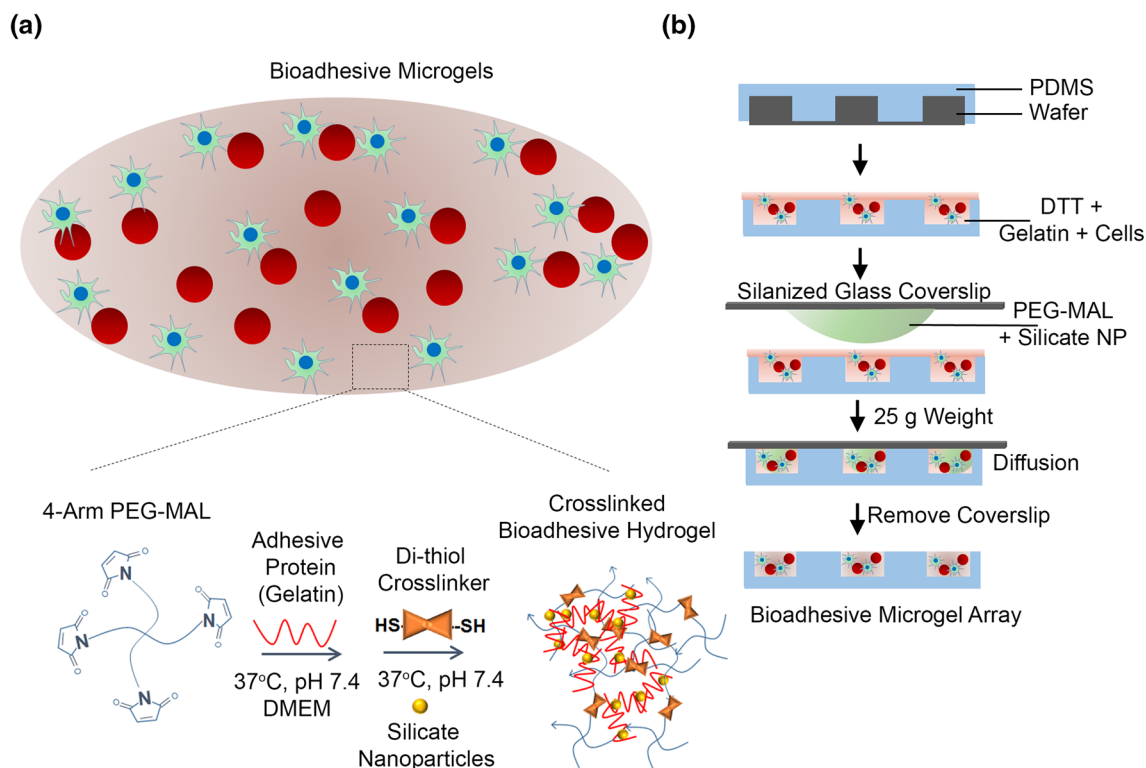 (a)
Bioadhesive Microgels
4-Arm PEG-MAL
O
N
O
O
N
O
O
N
O
N
O
O
Adhesive
Protein
(Gelatin)
37°C, pH 7.4
DMEM
Di-thiol
Crosslinker
HS SH
37°C, pH 7.4
Silicate
Nanoparticles
Crosslinked
Bioadhesive Hydrogel
(b)
PDMS
Wafer
DTT +
Gelatin + Cells
Silanized Glass Coverslip
PEG-MAL
+ Silicate NP
25 g Weight
Diffusion
Remove Coverslip
Bioadhesive Microgel Array